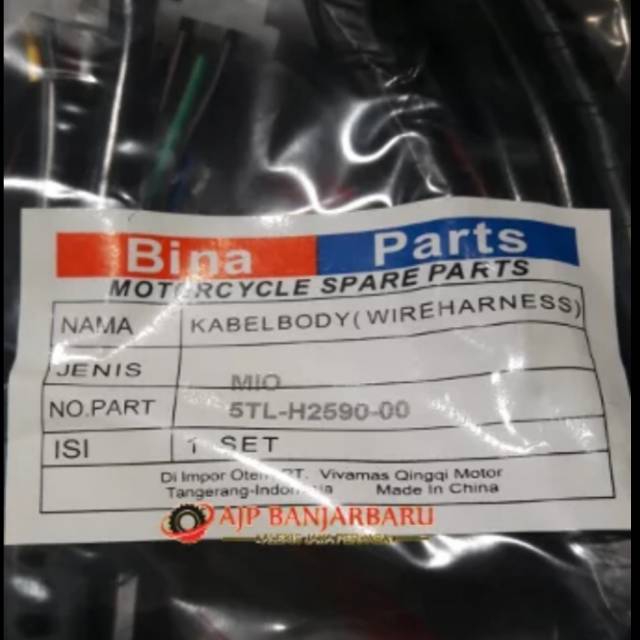 Bina Parts
MOTORCYCLE SPARE PARTS
NAMA KABELBODY(WIREHARNESS)
JENIS MIO
NO.PART 5TL-H2590-00
ISI 1 SET
Di Impor Oteh PT. Vivamas Qingqi Motor
Tangerang-Indonesia Made In China
AJP BANJARBARU